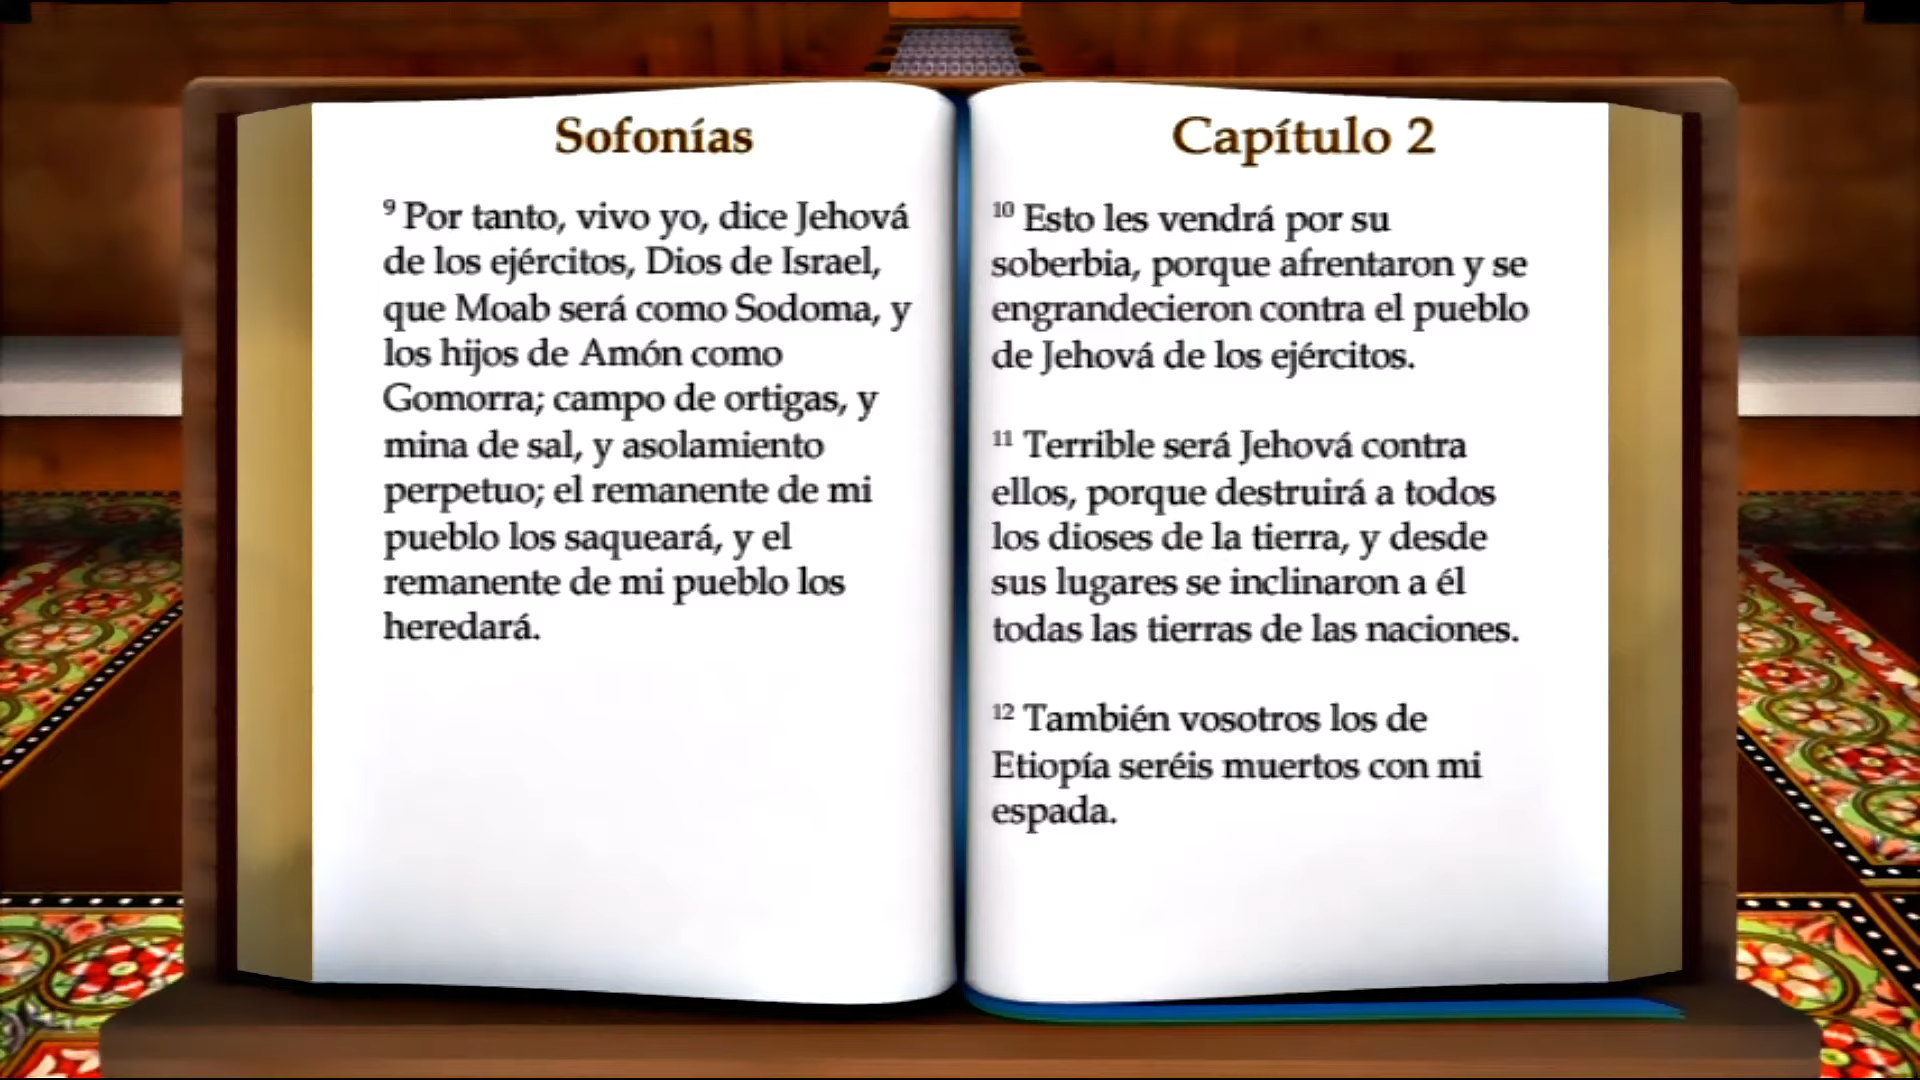 Sofonías
⁹ Por tanto, vivo yo, dice Jehová
de los ejércitos, Dios de Israel,
que Moab será como Sodoma, y
los hijos de Amón como
Gomorra; campo de ortigas, y
mina de sal, y asolamiento
perpetuo; el remanente de mi
pueblo los saqueará, y el
remanente de mi pueblo los
heredará.
Capítulo 2
¹⁰ Esto les vendrá por su
soberbia, porque afrentaron y se
engrandecieron contra el pueblo
de Jehová de los ejércitos.
¹¹ Terrible será Jehová contra
ellos, porque destruirá a todos
los dioses de la tierra, y desde
sus lugares se inclinaron a él
todas las tierras de las naciones.
¹² También vosotros los de
Etiopía seréis muertos con mi
espada.